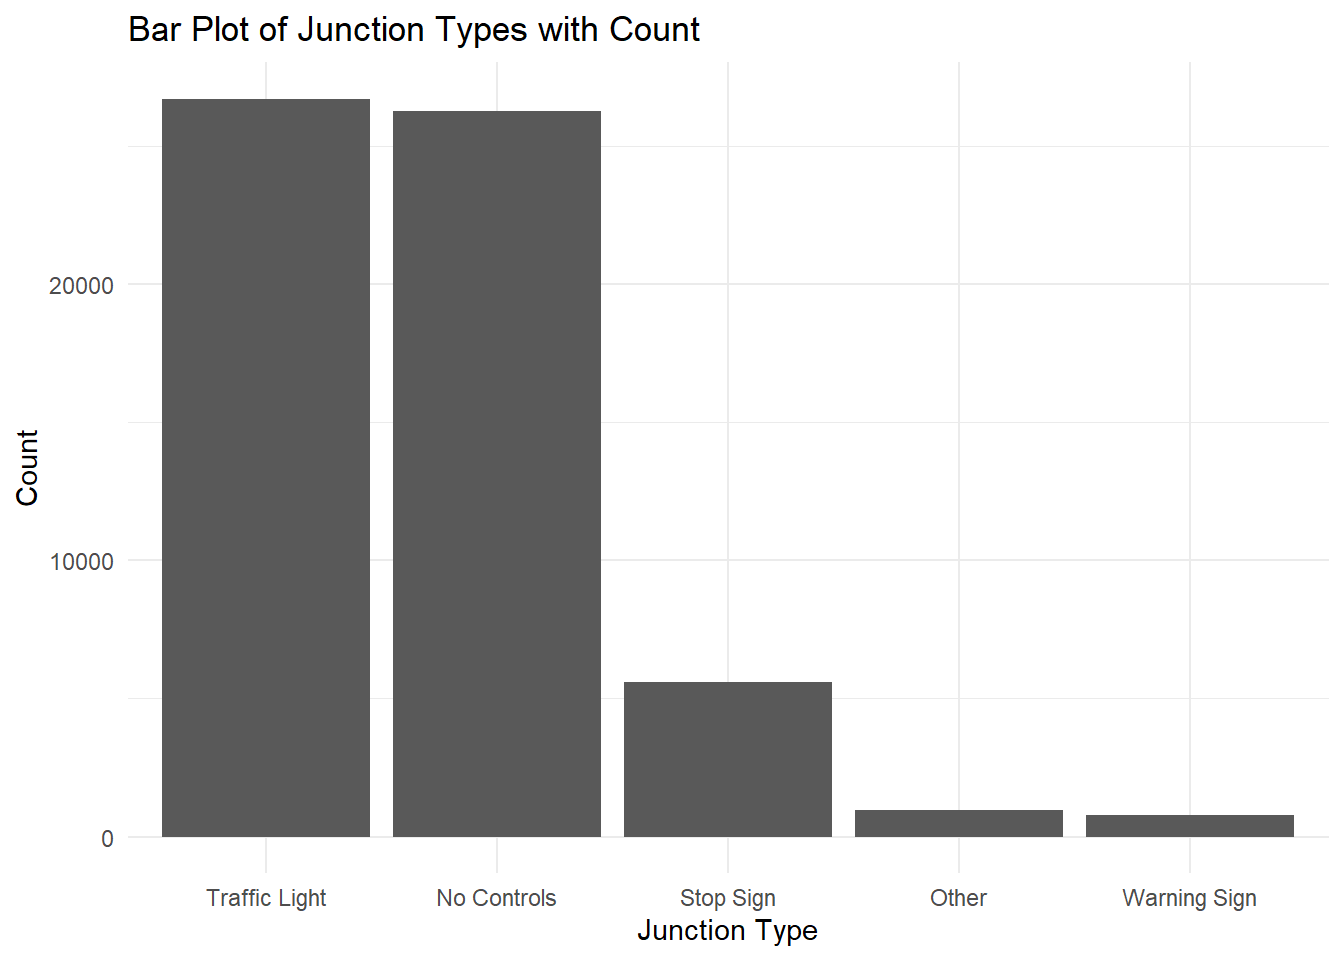 Bar Plot of Junction Types with Count
Count
20000
10000
0
Traffic Light No Controls Stop Sign Other Warning Sign
Junction Type